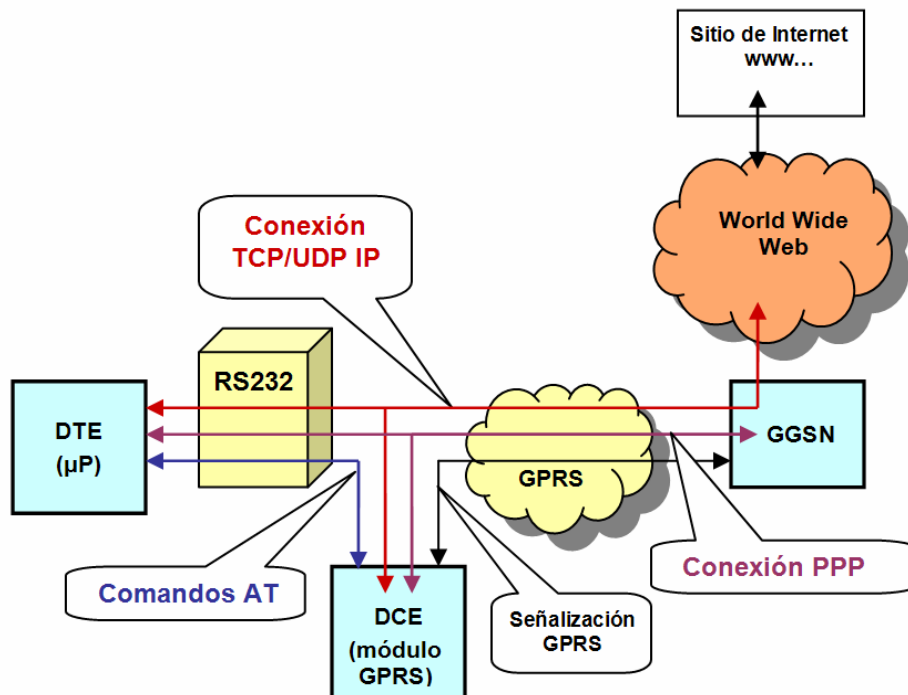 Sitio de Internet
www...
World Wide
Web
Conexión
TCP/UDP IP
RS232
DTE
(µP)
GPRS
GGSN
Comandos AT
DCE
(módulo
GPRS)
Señalización
GPRS
Conexión PPP